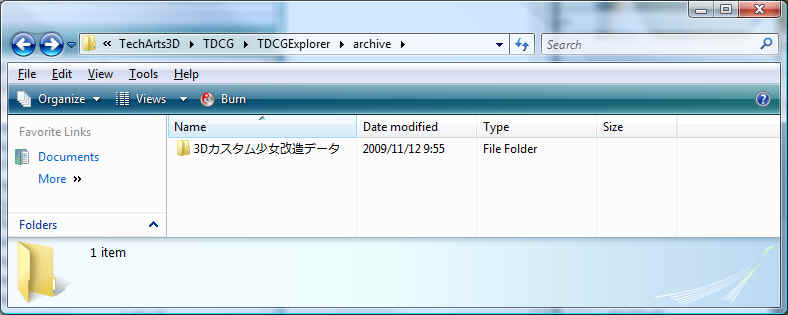 « TechArts3D TDCG TDCGExplorer archive Search
File Edit View Tools Help
Organize Views Burn
Favorite Links
Documents
More »
Folders
Name Date modified Type Size
3Dカスタム少女改造データ 2009/11/12 9:55 File Folder
1 item